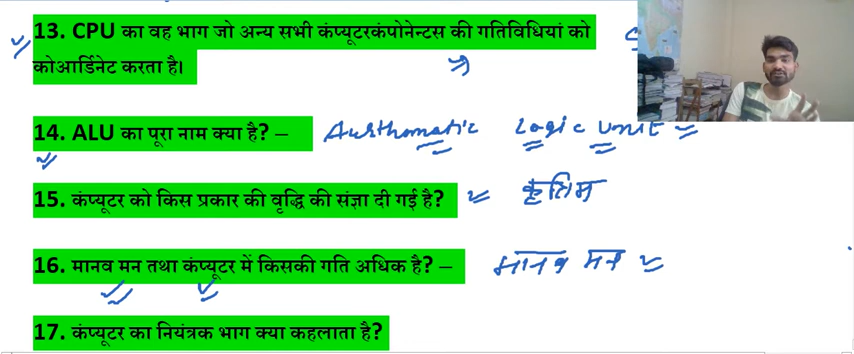 13. CPU का वह भाग जो अन्य सभी कंप्यूटरकंपोनेन्टस की गतिविधियां को
कोआर्डिनेट करता है।
14. ALU का पूरा नाम क्या है? – Aurthomatic Logic Unit
15. कंप्यूटर को किस प्रकार की वृद्धि की संज्ञा दी गई है? कृतिम
16. मानव मन तथा कंप्यूटर में किसकी गति अधिक है? – मानव मन
17. कंप्यूटर का नियंत्रक भाग क्या कहलाता है?